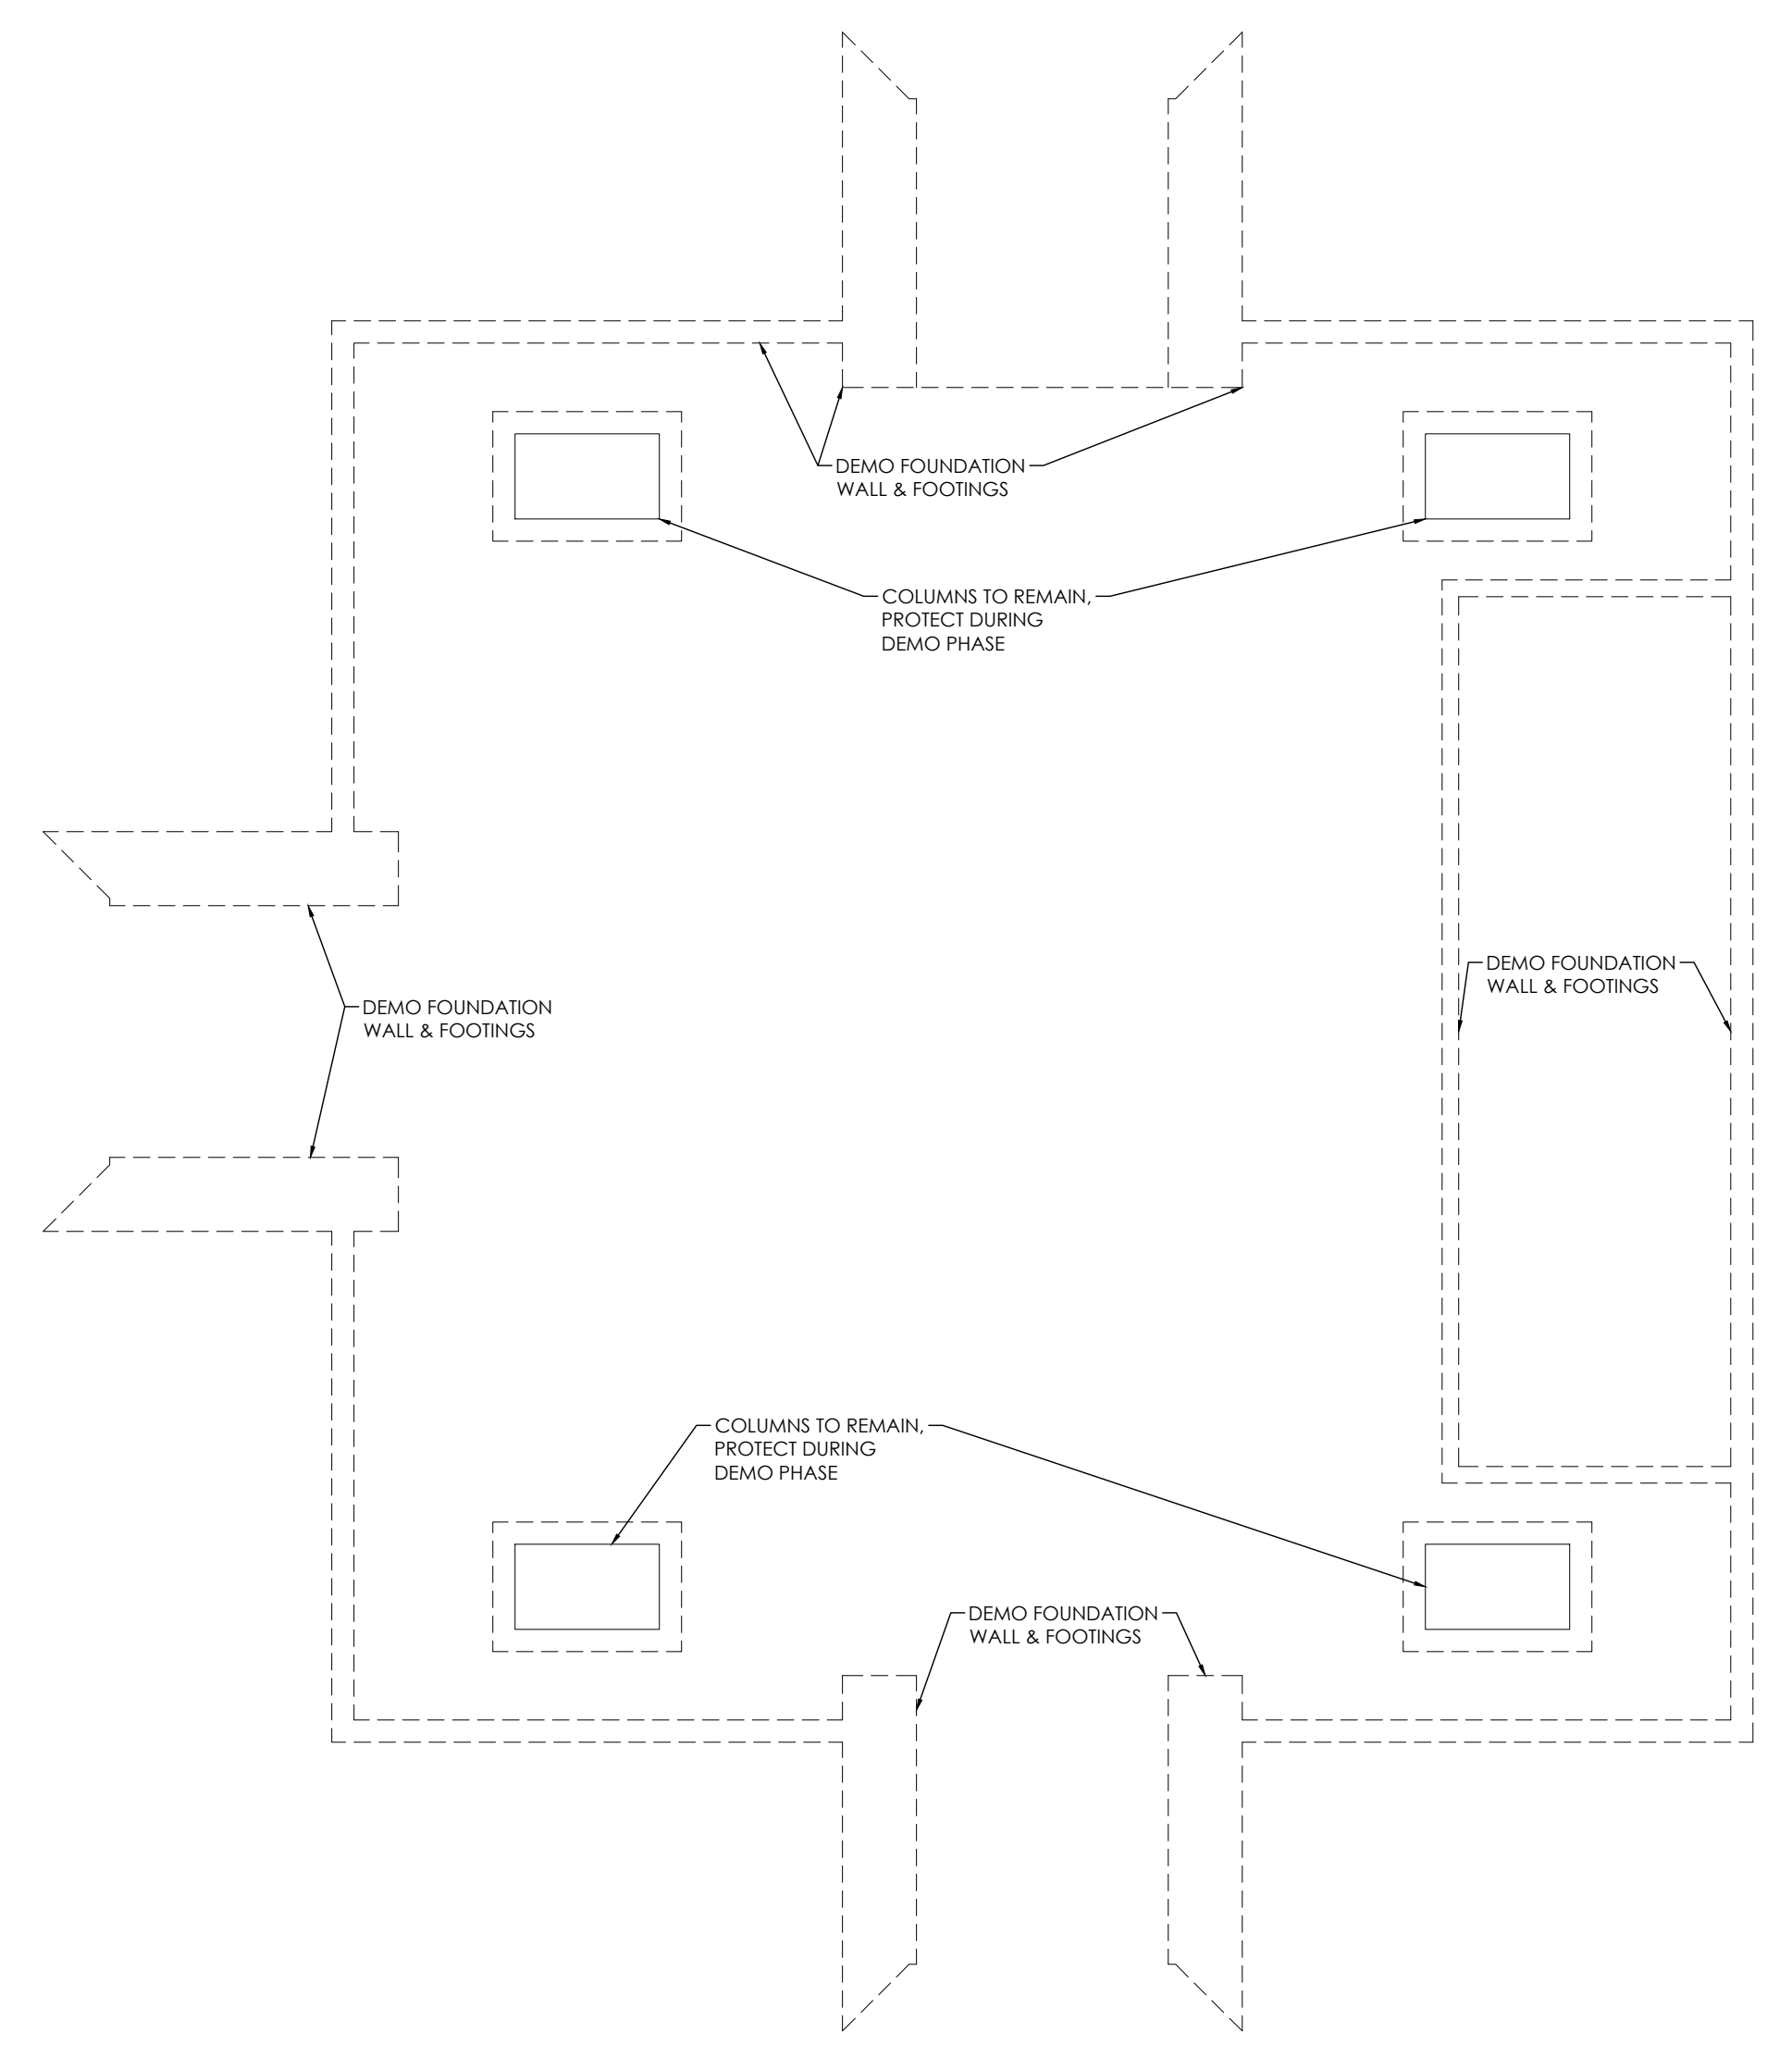 DEMO FOUNDATION
WALL & FOOTINGS
COLUMNS TO REMAIN,
PROTECT DURING
DEMO PHASE
DEMO FOUNDATION
WALL & FOOTINGS
DEMO FOUNDATION
WALL & FOOTINGS
COLUMNS TO REMAIN,
PROTECT DURING
DEMO PHASE
DEMO FOUNDATION
WALL & FOOTINGS